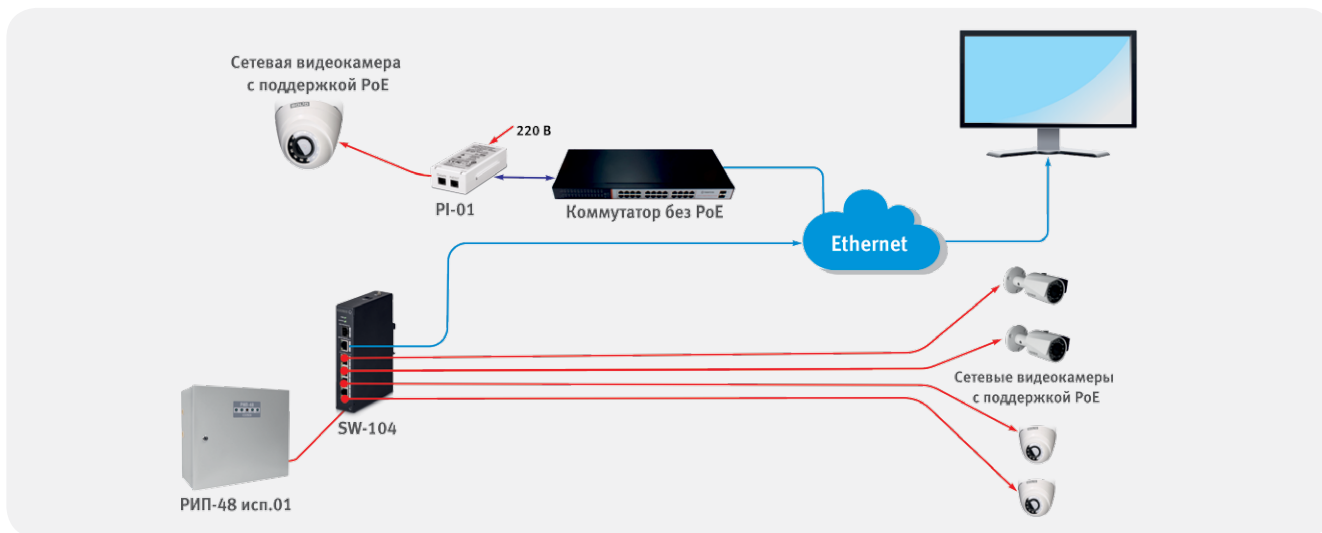 Сетевая видеокамера
с поддержкой PoE
220 В
PI-01
Коммутатор без PoE
Ethernet
SW-104
Сетевые видеокамеры
с поддержкой PoE
РИП-48 исп.01